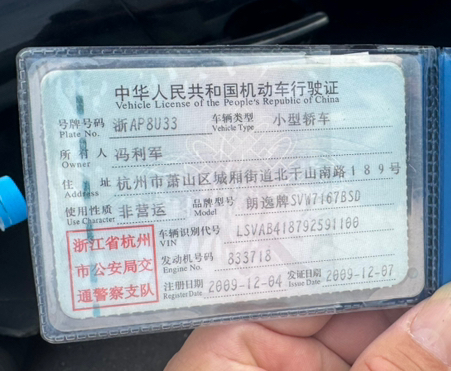 中华人民共和国机动车行驶证
Vehicle License of the People's Republic of China
号牌号码 浙AP8U33 车辆类型 小型轿车
Plate No. Vehicle Type
所有人 冯利军
Owner
住址 杭州市萧山区城厢街道北干山南路189号
Address
使用性质 非营运 品牌型号 朗逸牌SVW7167BSD
Use Character Model
浙江省杭州
市公安局交
通警察支队
车辆识别代号 LSVAB418792591100
VIN
发动机号码 333718
Engine No.
注册日期 2009-12-04 发证日期 2009-12-07
Register Date Issue Date